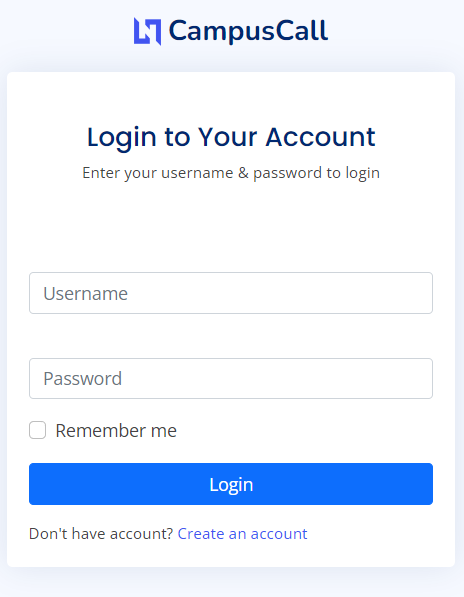 CampusCall
Login to Your Account
Enter your username & password to login
Username
Password
Remember me
Login
Don't have account? Create an account